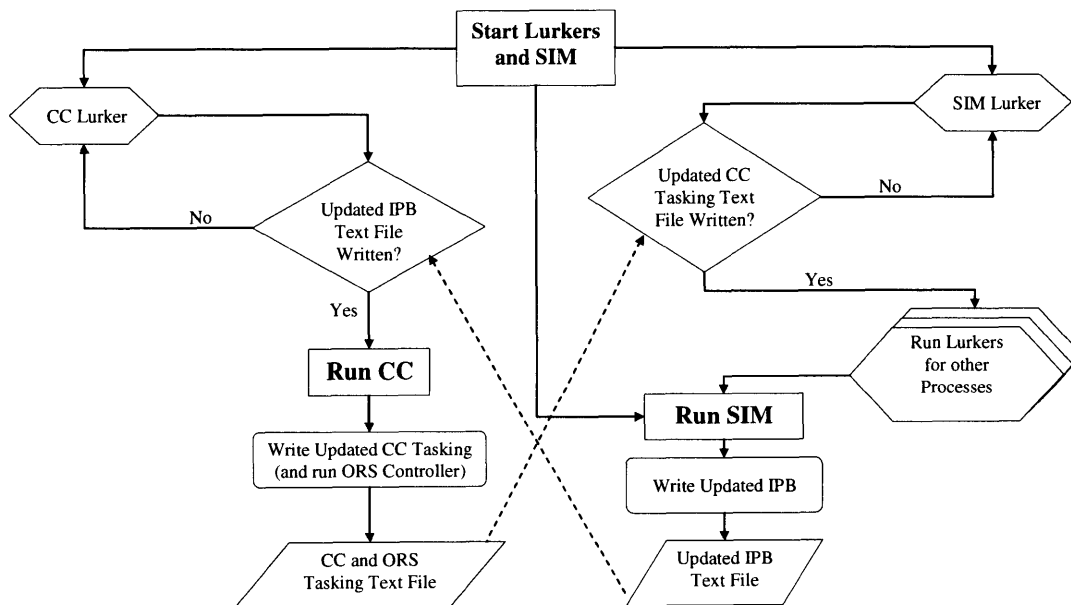 Start Lurkers
and SIM
CC Lurker
SIM Lurker
Updated IPB
Text File
Written?
No
Yes
Updated CC
Tasking Text
File Written?
No
Yes
Run Lurkers
for other
Processes
Run CC
Run SIM
Write Updated CC Tasking
(and run ORS Controller)
Write Updated IPB
CC and ORS
Tasking Text File
Updated IPB
Text File